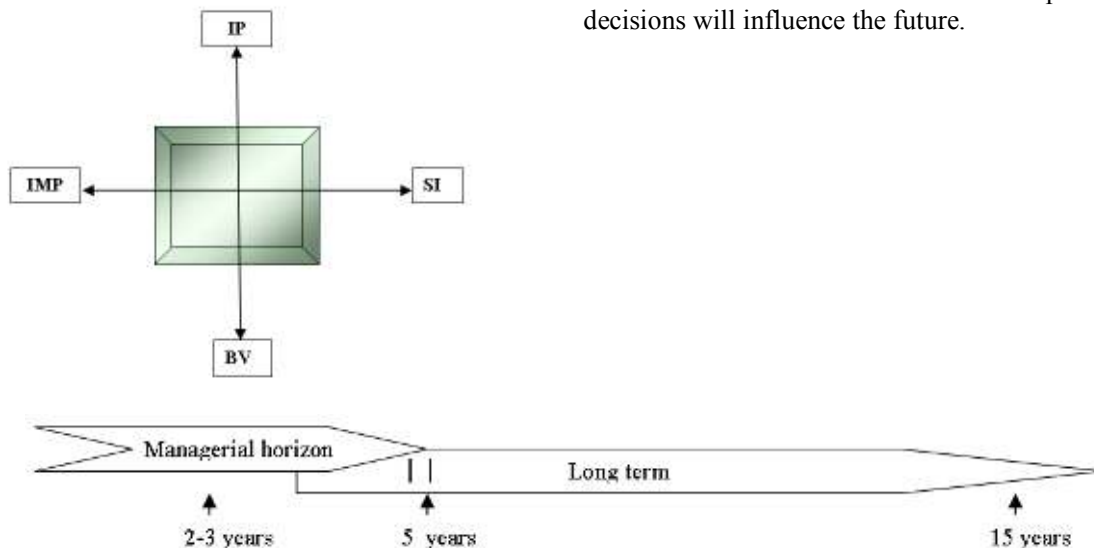 decisions will influence the future.
IP
IMP
SI
BV
Managerial horizon
Long term
2-3 years
5 years
15 years